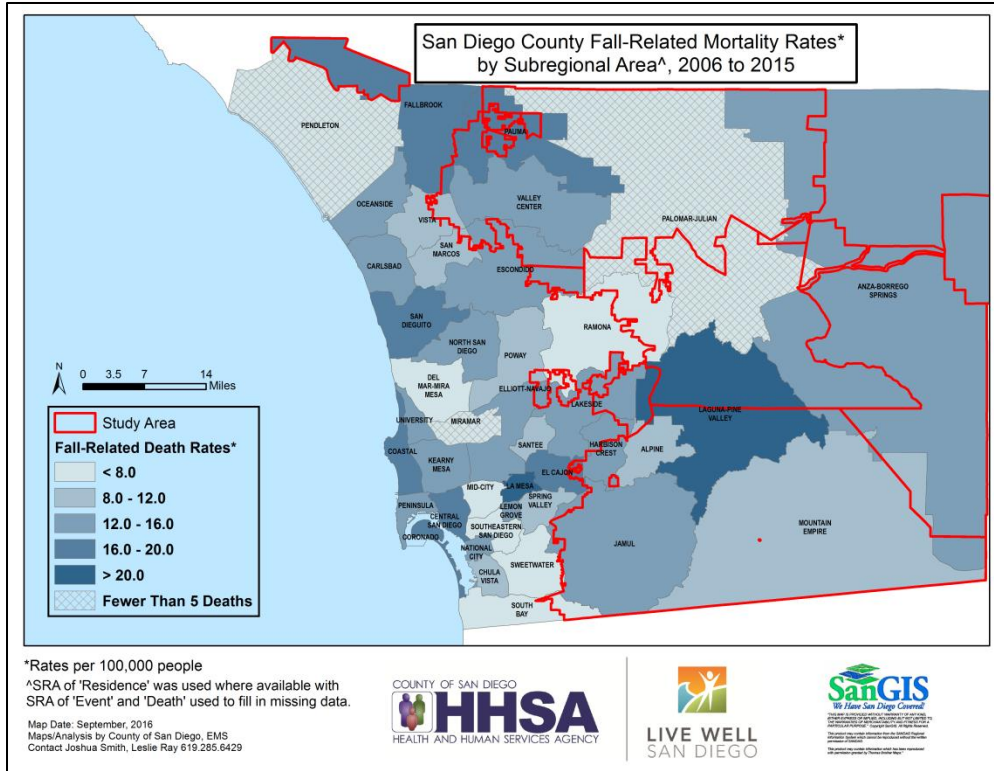 San Diego County Fall-Related Mortality Rates*
by Subregional Area^, 2006 to 2015
FALLBROOK
PENDLETON
PAUMA
OCEANSIDE
VALLEY
CENTER
VISTA
PALOMAR-JULIAN
SAN
MARCOS
CARLSBAD
ESCONDIDO
ANZA-BORREGO
SPRINGS
SAN
DIEGUITO
RAMONA
NORTH SAN
DIEGO
POWAY
N
0 3.5 7 14
Miles
DEL
MAR-MIRA
MESA
ELLIOTT-NAVAJO
LAKESIDE
LAGUNA-PINE
VALLEY
UNIVERSITY
MIRAMAR
COASTAL
SANTEE
HARBISON
CREST
ALPINE
KEARNY
MESA
EL CAJON
MID-CITY
LA MESA
PENINSULA
CENTRAL
SAN DIEGO
LEMON
GROVE
SPRING
VALLEY
MOUNTAIN
EMPIRE
CORONADO
SOUTHEASTERN
SAN DIEGO
JAMUL
NATIONAL
CITY
SWEETWATER
CHULA
VISTA
SOUTH
BAY
Study Area
Fall-Related Death Rates*
< 8.0
8.0 - 12.0
12.0 - 16.0
16.0 - 20.0
> 20.0
Fewer Than 5 Deaths
*Rates per 100,000 people
^SRA of 'Residence' was used where available with
SRA of 'Event' and 'Death' used to fill in missing data.
Map Date: September, 2016
Maps/Analysis by County of San Diego, EMS
Contact Joshua Smith, Leslie Ray 619.285.6429
COUNTY OF SAN DIEGO
HHSA
HEALTH AND HUMAN SERVICES AGENCY
LIVE WELL
SAN DIEGO
SanGIS
We Have San Diego Covered!